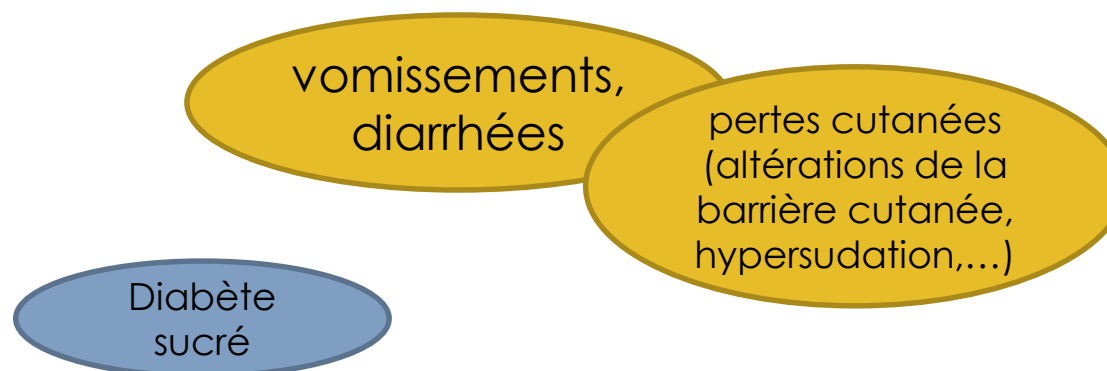 vomissements,
diarrhées
pertes cutanées
(altérations de la
barrière cutanée,
hypersudation,…)
Diabète
sucré